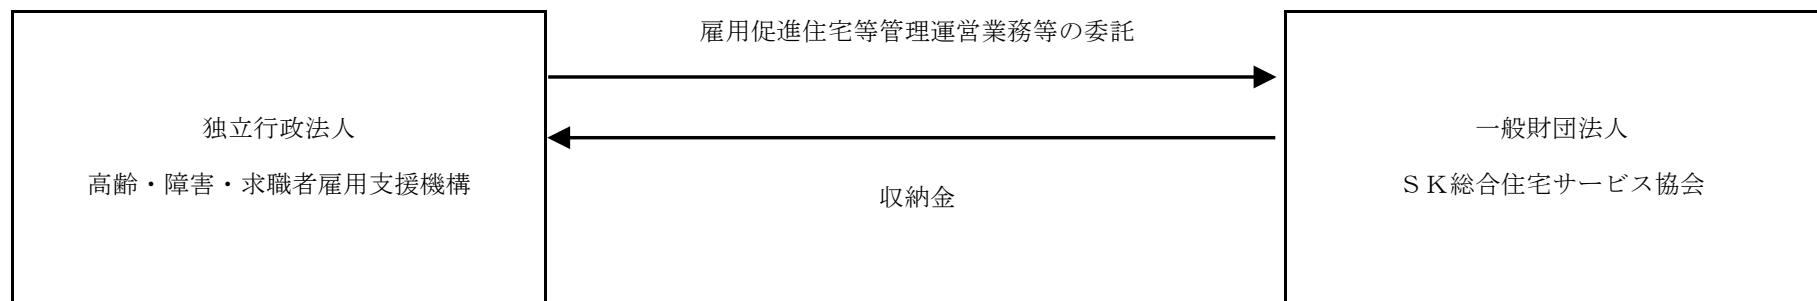 雇用促進住宅等管理運営業務等の委託
独立行政法人
高齢・障害・求職者雇用支援機構
収納金
一般財団法人
ＳＫ総合住宅サービス協会